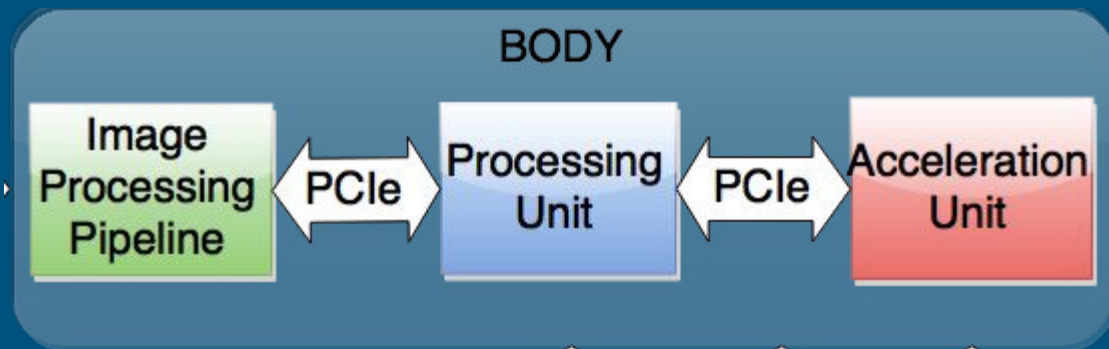 BODY
Image
Processing
Pipeline
PCIe
Processing
Unit
PCIe
Acceleration
Unit